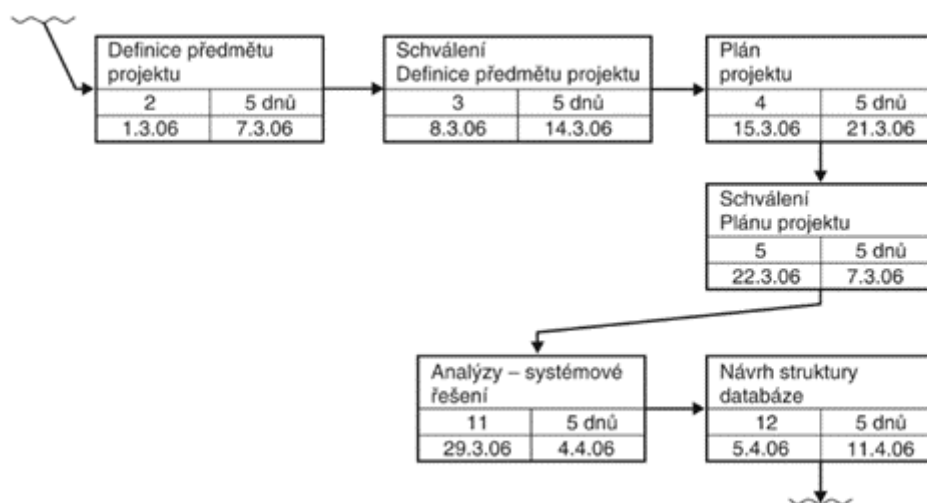 Definice předmětu
projektu
2 5 dnů
1.3.06 7.3.06
Schválení
Definice předmětu projektu
3 5 dnů
8.3.06 14.3.06
Plán
projektu
4 5 dnů
15.3.06 21.3.06
Schválení
Plánu projektu
5 5 dnů
22.3.06 7.3.06
Analýzy – systémové
řešení
11 5 dnů
29.3.06 4.4.06
Návrh struktury
databáze
12 5 dnů
5.4.06 11.4.06